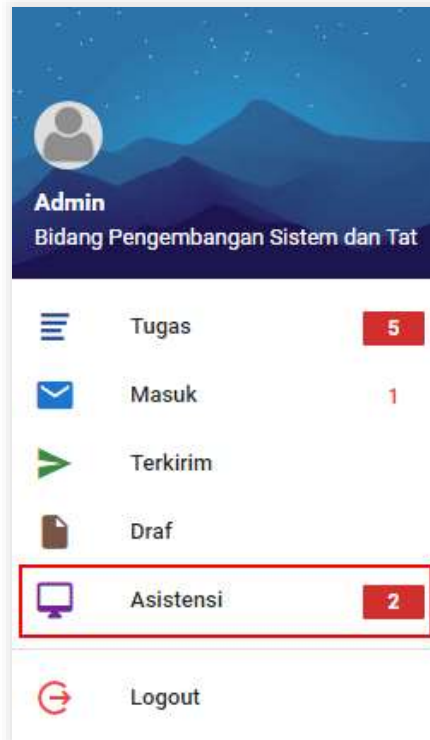 Admin
Bidang Pengembangan Sistem dan Tat
Tugas 5
Masuk 1
Terkirim
Draf
Asistensi 2
Logout